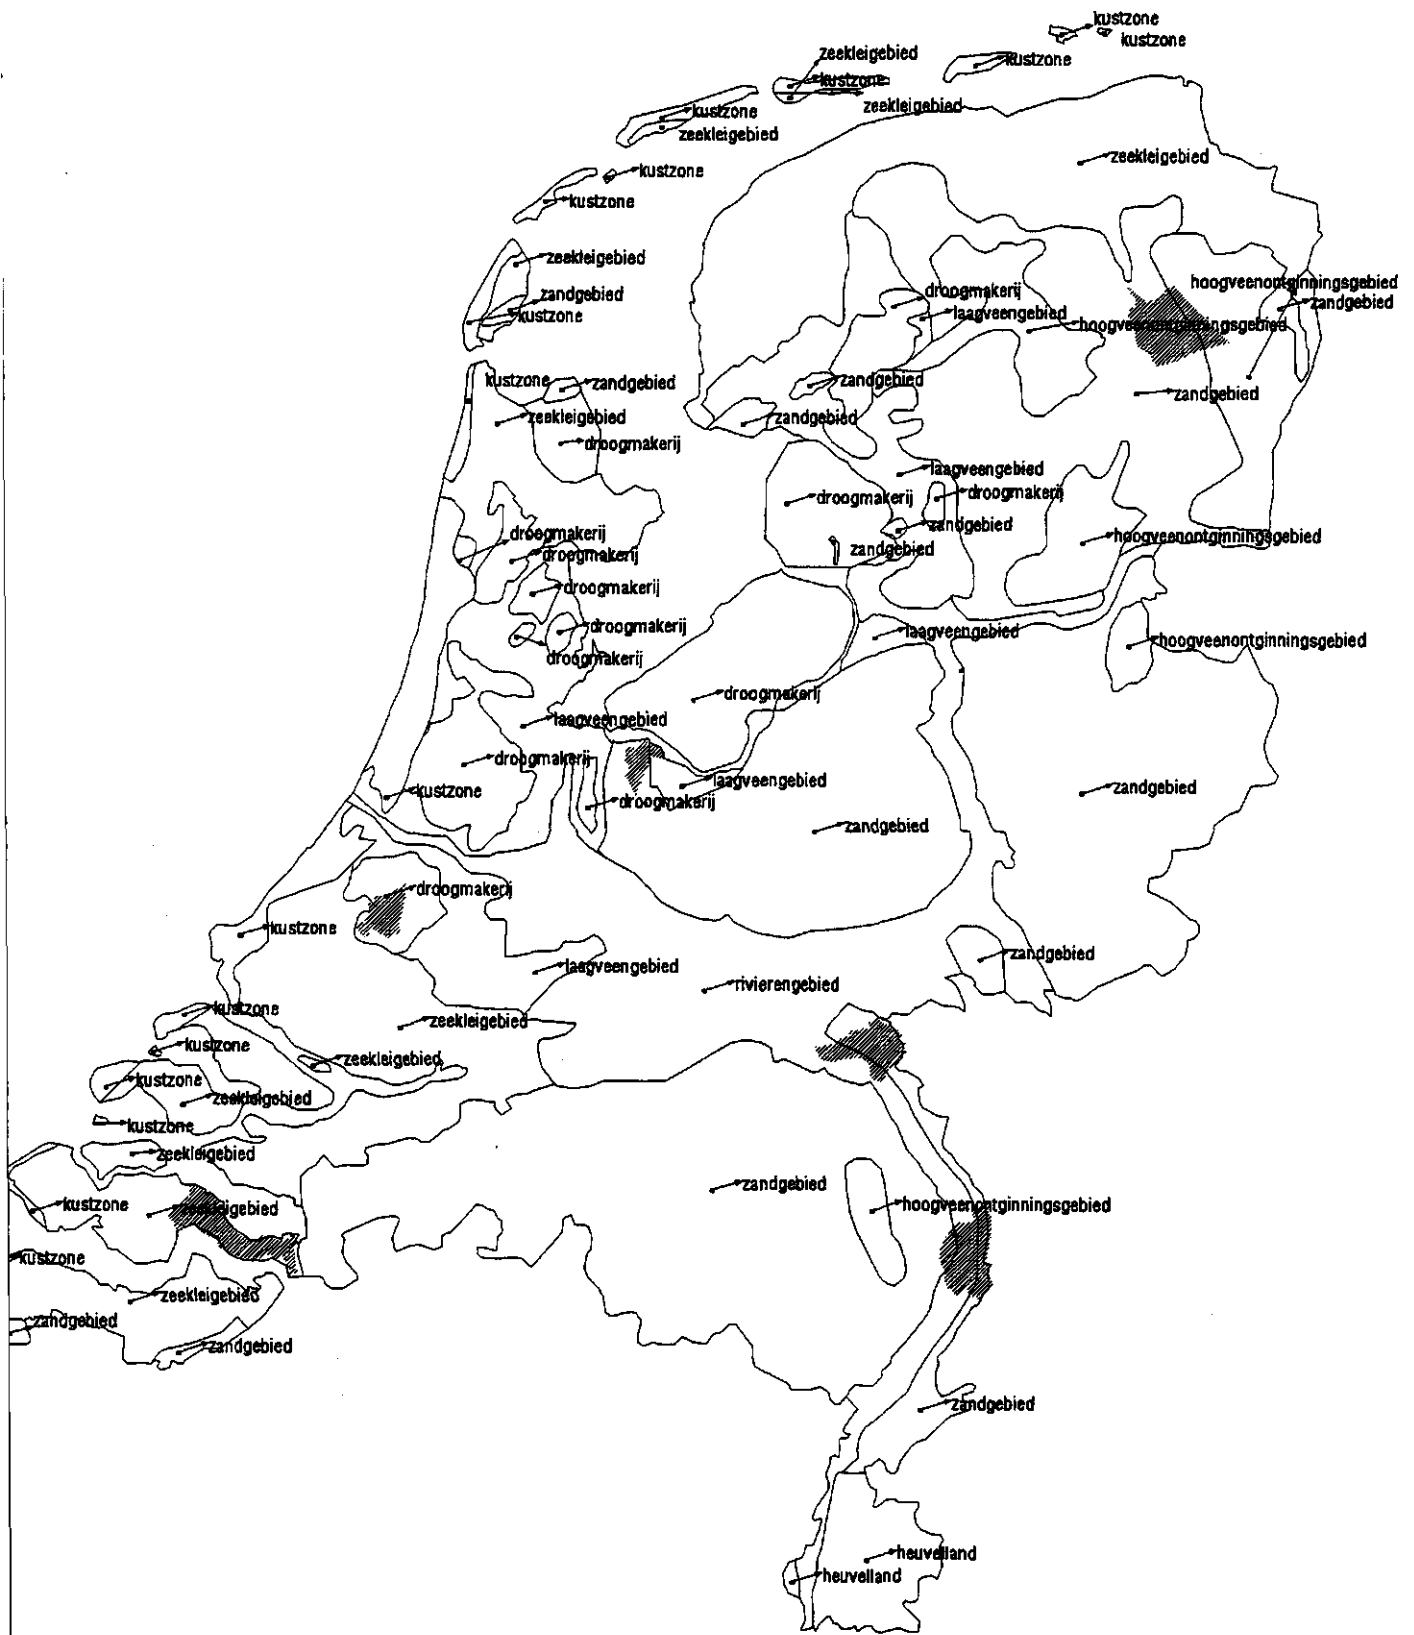 kustzone
kustzone
zeekleigebied
kustzone
kustzone
zeekleigebied
kustzone
zeekleigebied
zeekleigebied
kustzone
kustzone
zeekleigebied
hoogveenontginningsgebied
droogmakerij
zandgebied
zandgebied
laagveengebied
kustzone
hoogveenontginningsgebied
kustzone
zandgebied
zandgebied
zandgebied
zeekleigebied
zandgebied
droogmakerij
laagveengebied
droogmakerij
droogmakerij
zandgebied
droogmakerij
hoogveenontginningsgebied
zandgebied
droogmakerij
droogmakerij
droogmakerij
laagveengebied
hoogveenontginningsgebied
droogmakerij
droogmakerij
laagveengebied
droogmakerij
laagveengebied
zandgebied
kustzone
droogmakerij
zandgebied
droogmakerij
kustzone
zandgebied
laagveengebied
rivierengebied
kustzone
zeekleigebied
kustzone
zeekleigebied
kustzone
zeekleigebied
kustzone
zeekleigebied
zandgebied
kustzone
zeekleigebied
hoogveenontginningsgebied
kustzone
zeekleigebied
zandgebied
zandgebied
zandgebied
heuvelland
heuvelland